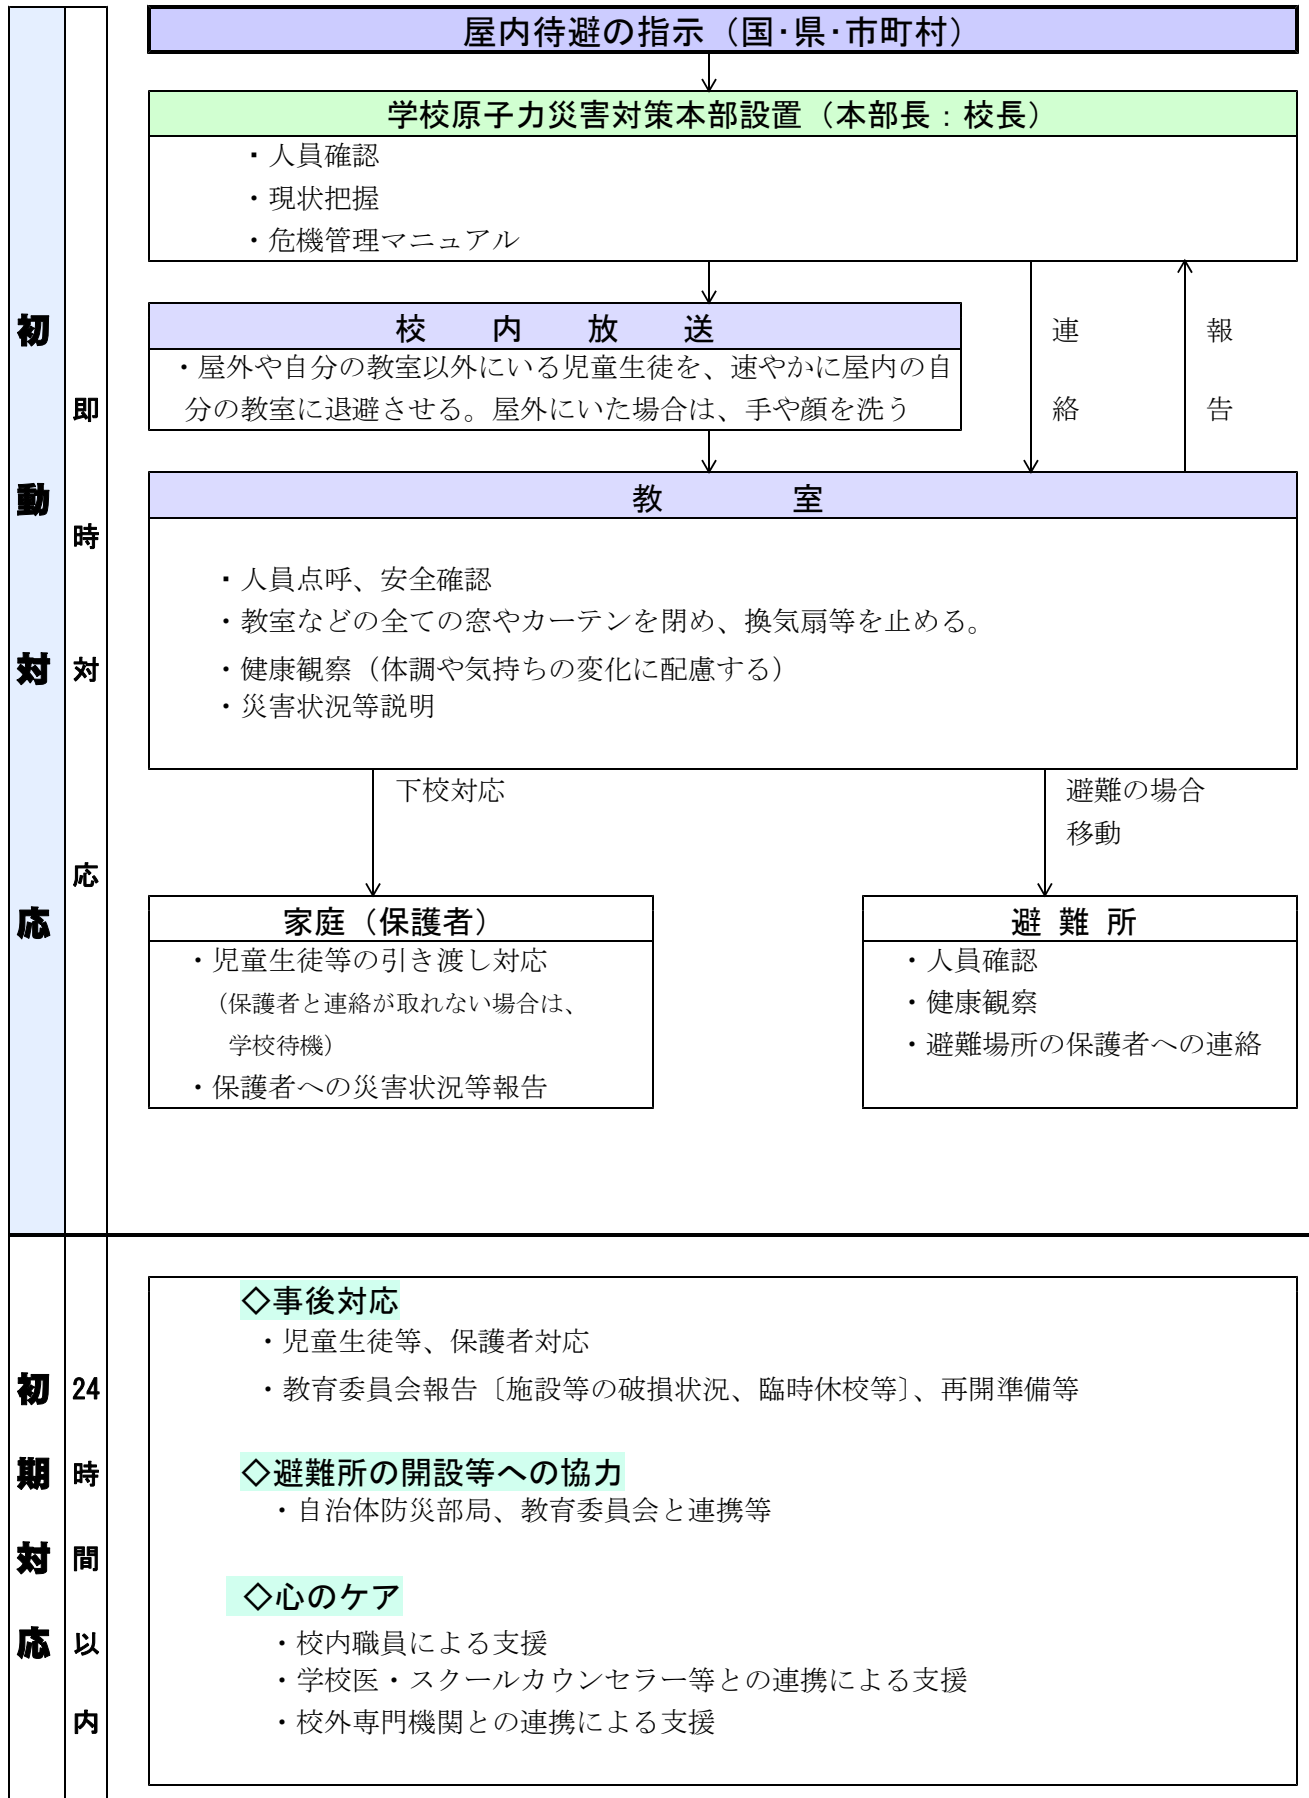 屋内待避の指示（国･県･市町村）
学校原子力災害対策本部設置（本部長：校長）
・人員確認
・現状把握
・危機管理マニュアル
校　内　放　送
・屋外や自分の教室以外にいる児童生徒を、速やかに屋内の自
分の教室に退避させる。屋外にいた場合は、手や顔を洗う
連絡
報告
教　室
・人員点呼、安全確認
・教室などの全ての窓やカーテンを閉め、換気扇等を止める。
・健康観察（体調や気持ちの変化に配慮する）
・災害状況等説明
下校対応
避難の場合
移動
家庭（保護者）
・児童生徒等の引き渡し対応
（保護者と連絡が取れない場合は、
学校待機）
・保護者への災害状況等報告
避 難 所
・人員確認
・健康観察
・避難場所の保護者への連絡
初動対応
即時対応
初期対応
24時間以内
◇事後対応
・児童生徒等、保護者対応
・教育委員会報告〔施設等の破損状況、臨時休校等〕、再開準備等
◇避難所の開設等への協力
・自治体防災部局、教育委員会と連携等
◇心のケア
・校内職員による支援
・学校医・スクールカウンセラー等との連携による支援
・校外専門機関との連携による支援